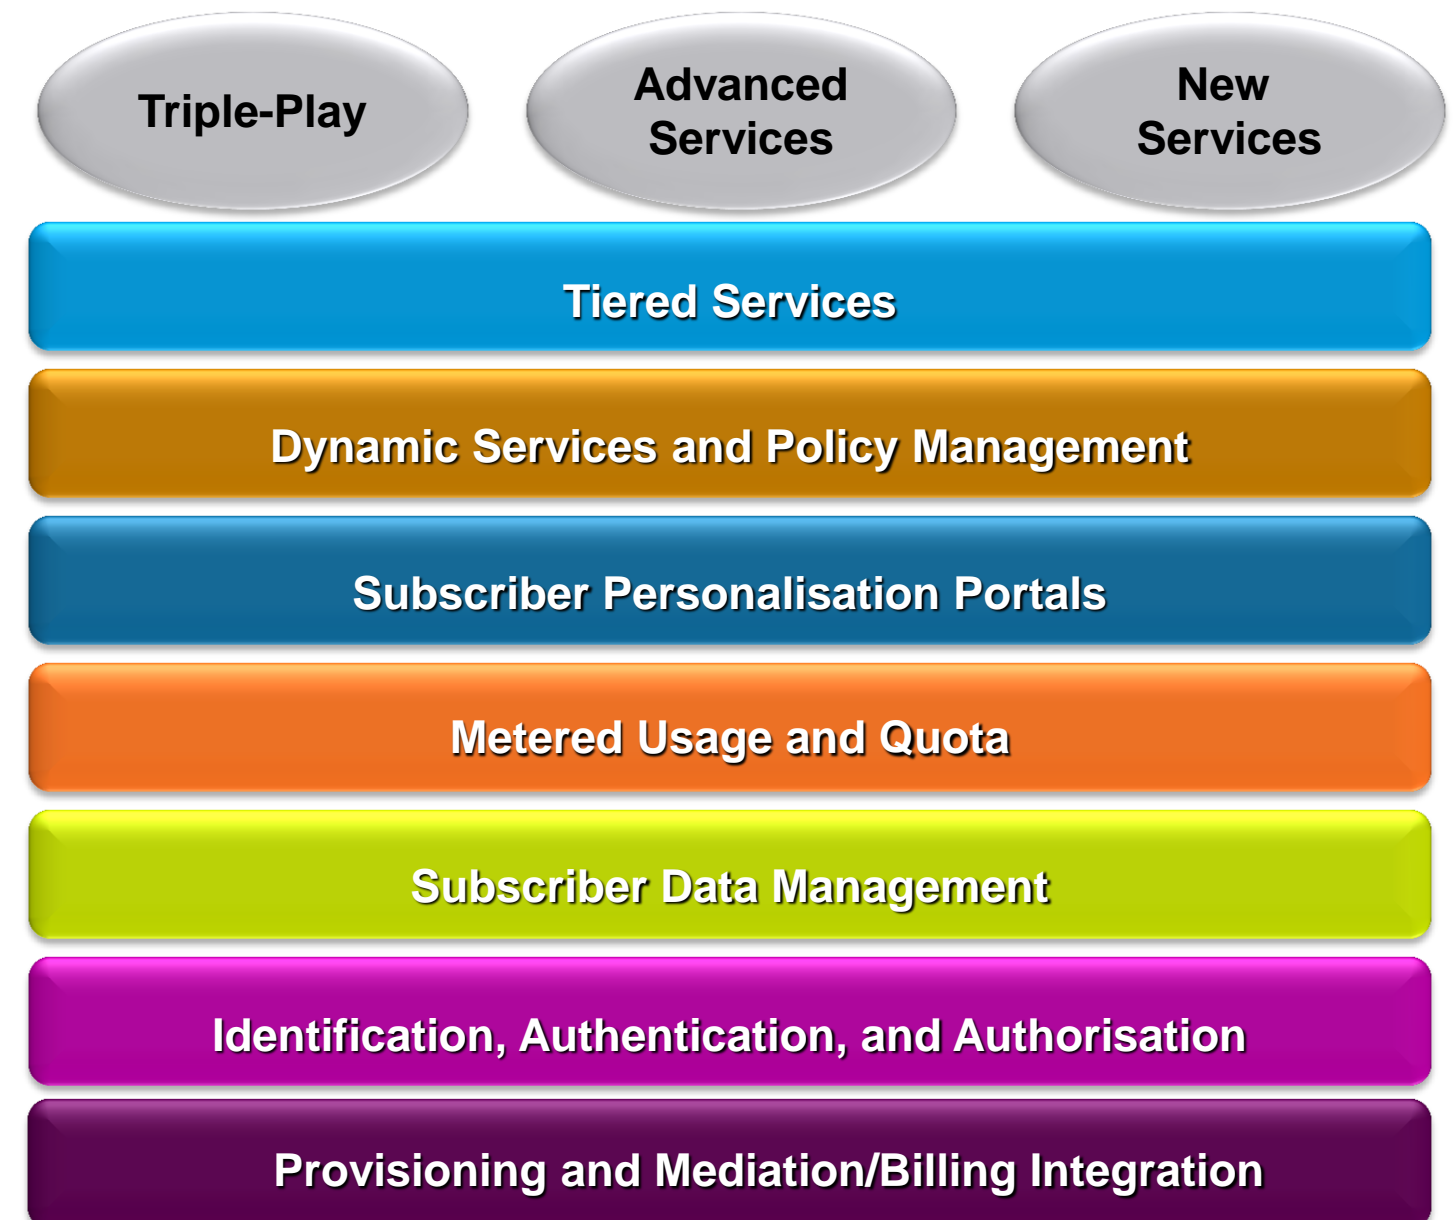 Triple-Play
Advanced
Services
New
Services
Tiered Services
Dynamic Services and Policy Management
Subscriber Personalisation Portals
Metered Usage and Quota
Subscriber Data Management
Identification, Authentication, and Authorisation
Provisioning and Mediation/Billing Integration